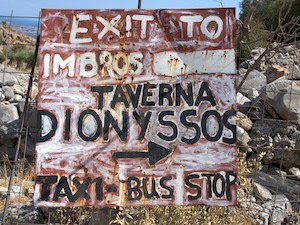 EXIT TO
IMBROS
TAVERNA
DIONYSSOS
TAXI-BUS STOP